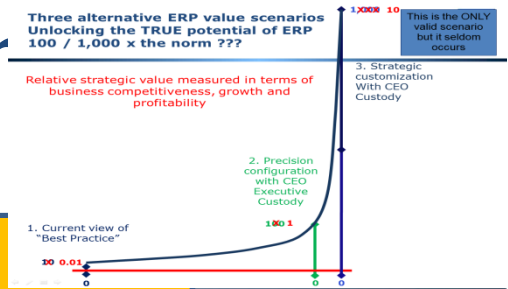 Three alternative ERP value scenarios
Unlocking the TRUE potential of ERP
100 / 1,000 x the norm ???
This is the ONLY
valid scenario
but it seldom
occurs
10
Relative strategic value measured in terms of
business competitiveness, growth and
profitability
3. Strategic
customization
With CEO
Custody
2. Precision
configuration
with CEO
Executive
Custody
1
1. Current view of
“Best Practice”
0.01
0
0
0